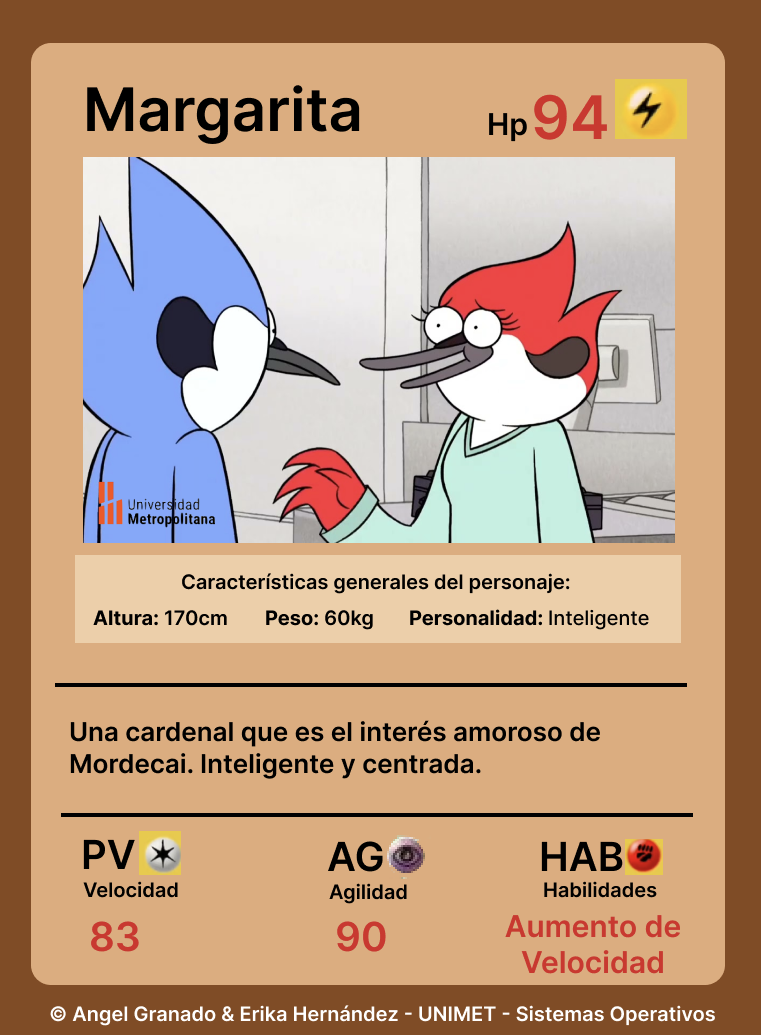 Margarita
Hp 94
Universidad
Metropolitana
Características generales del personaje:
Altura: 170cm Peso: 60kg Personalidad: Inteligente
Una cardenal que es el interés amoroso de
Mordecai. Inteligente y centrada.
PV AG HAB
Velocidad Agilidad Habilidades
83 90 Aumento de
Velocidad
© Angel Granado & Erika Hernández - UNIMET - Sistemas Operativos